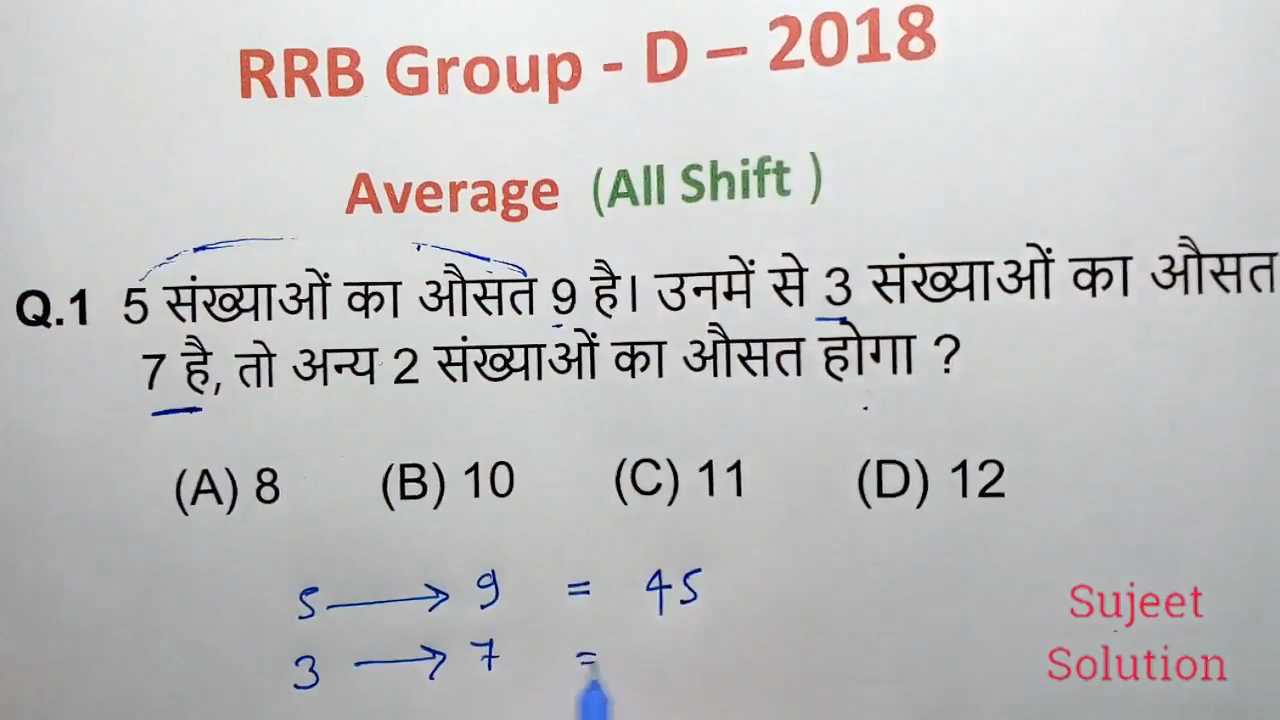 RRB Group - D – 2018
Average (All Shift )
Q.1 5 संख्याओं का औसत 9 है। उनमें से 3 संख्याओं का औसत
7 है, तो अन्य 2 संख्याओं का औसत होगा ?
(A) 8 (B) 10 (C) 11 (D) 12
5 → 9 = 45
3 → 7 =
Sujeet
Solution